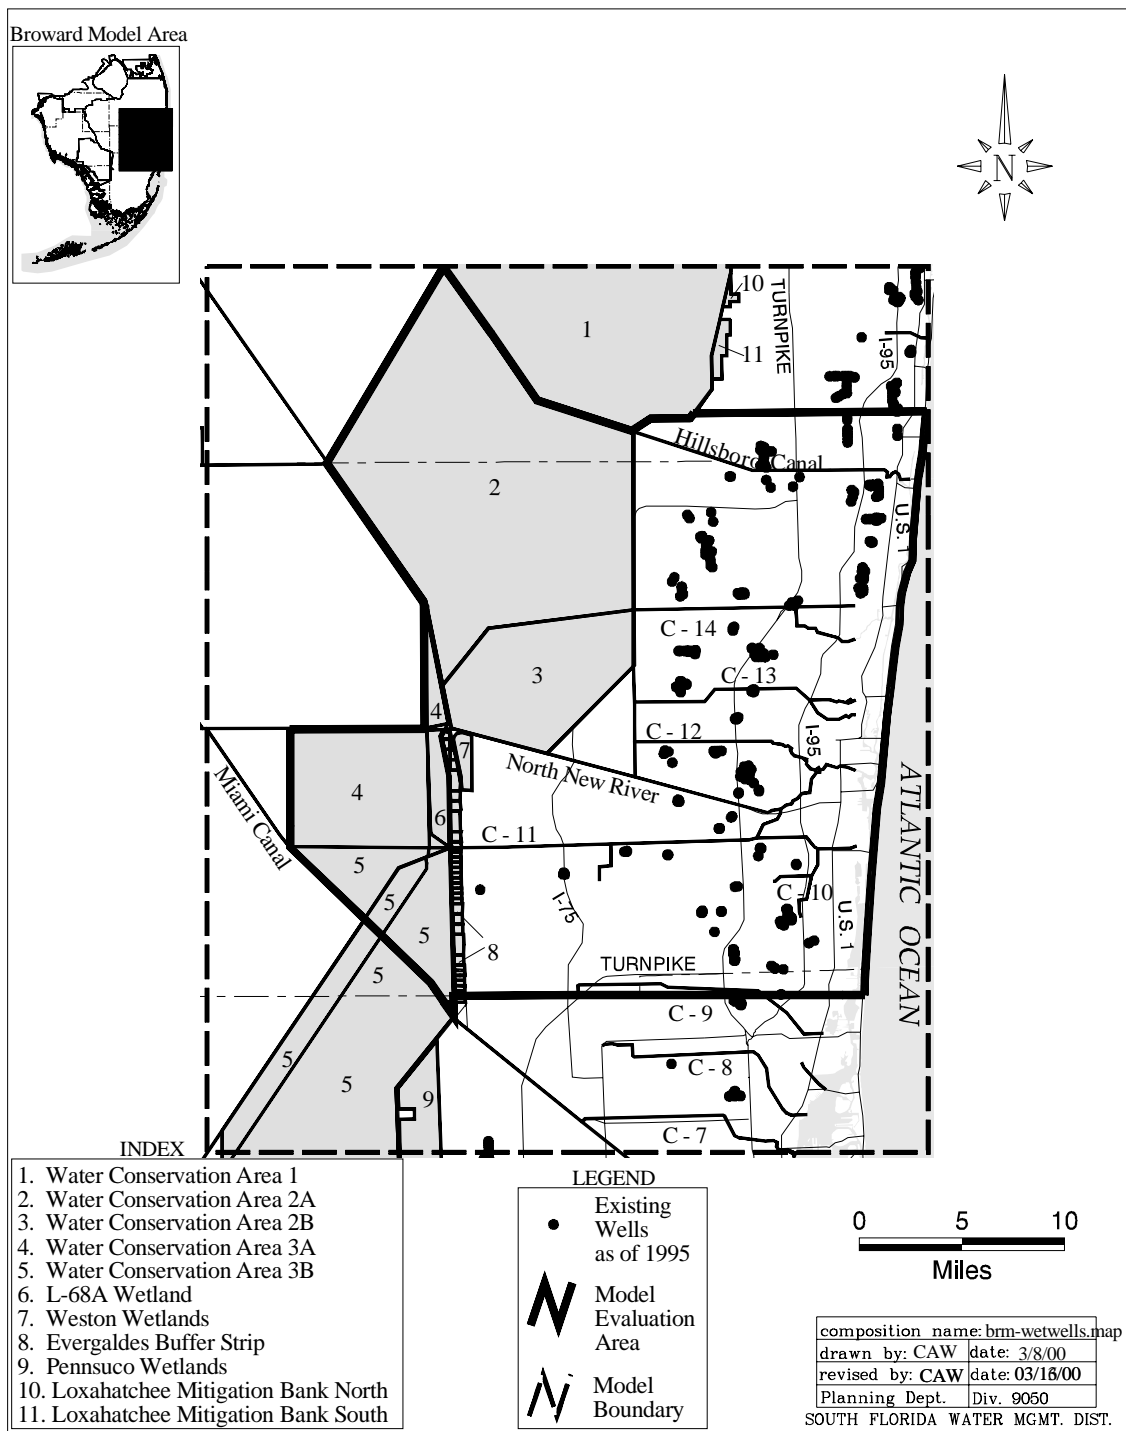 Broward Model Area
N
10
TURNPIKE
1
11
I-95
Hillsboro Canal
2
U.S. 1
C - 14
3
C - 13
4
C - 12
I-95
7
North New River
ATLANTIC OCEAN
Miami Canal
4
6
C - 11
5
5
C - 10
I-75
U.S. 1
5
8
TURNPIKE
5
C - 9
5
5
C - 8
9
C - 7
INDEX
1. Water Conservation Area 1
2. Water Conservation Area 2A
3. Water Conservation Area 2B
4. Water Conservation Area 3A
5. Water Conservation Area 3B
6. L-68A Wetland
7. Weston Wetlands
8. Evergaldes Buffer Strip
9. Pennsuco Wetlands
10. Loxahatchee Mitigation Bank North
11. Loxahatchee Mitigation Bank South
LEGEND
Existing
Wells
as of 1995
Model
Evaluation
Area
Model
Boundary
0 5 10
Miles
composition name: brm-wetwells.map
drawn by: CAW date: 3/8/00
revised by: CAW date:
Planning Dept. Div. 9050
SOUTH FLORIDA WATER MGMT. DIST.